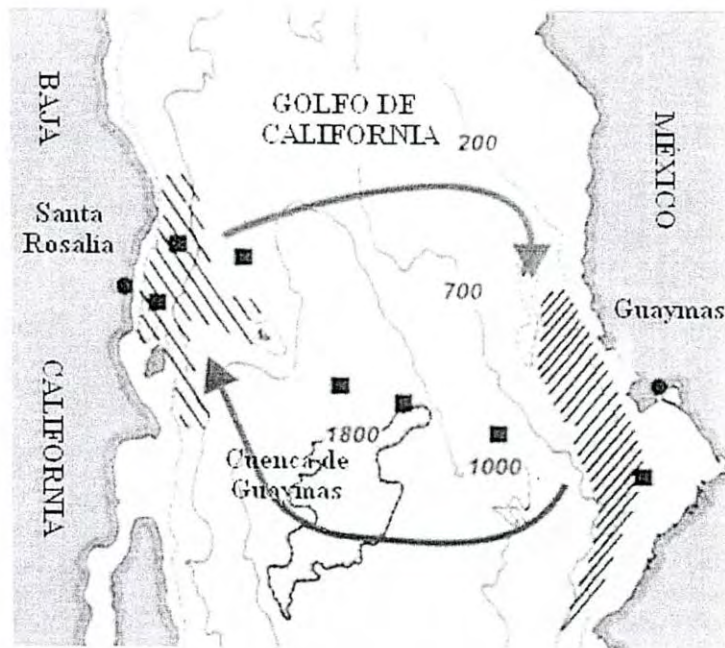 BAJA
CALIFORNIA
GOLFO DE
CALIFORNIA
200
MÉXICO
Santa
Rosalia
700
Guaymas
1800
1000
Cuenca de
Guaymas